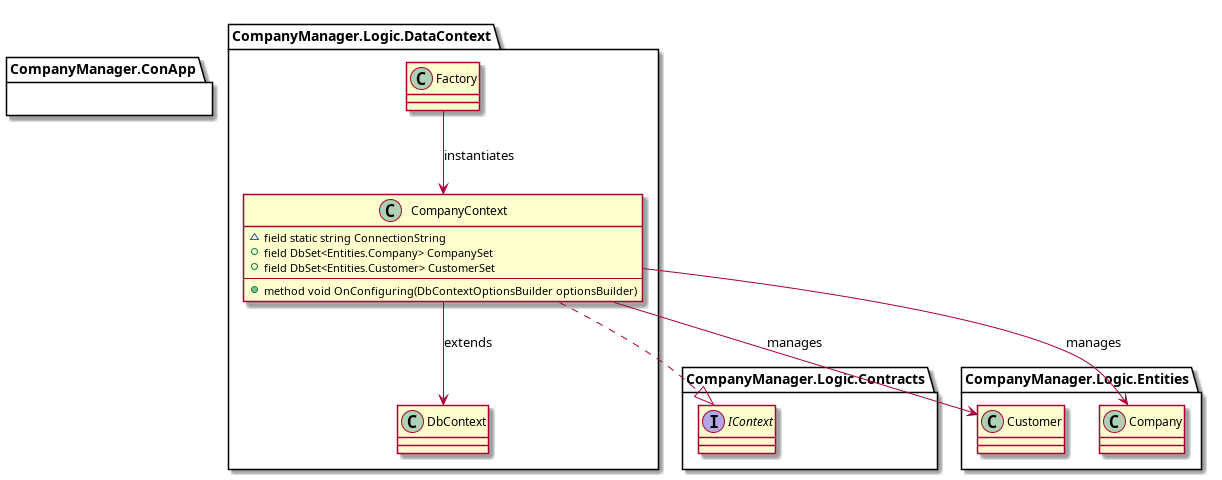 CompanyManager.ConApp
CompanyManager.Logic.DataContext
C Factory
instantiates
C CompanyContext
field static string ConnectionString
field DbSet<Entities.Company> CompanySet
field DbSet<Entities.Customer> CustomerSet
method void OnConfiguring(DbContextOptionsBuilder optionsBuilder)
extends
manages
manages
C DbContext
CompanyManager.Logic.Contracts
I IContext
CompanyManager.Logic.Entities
C Customer
C Company